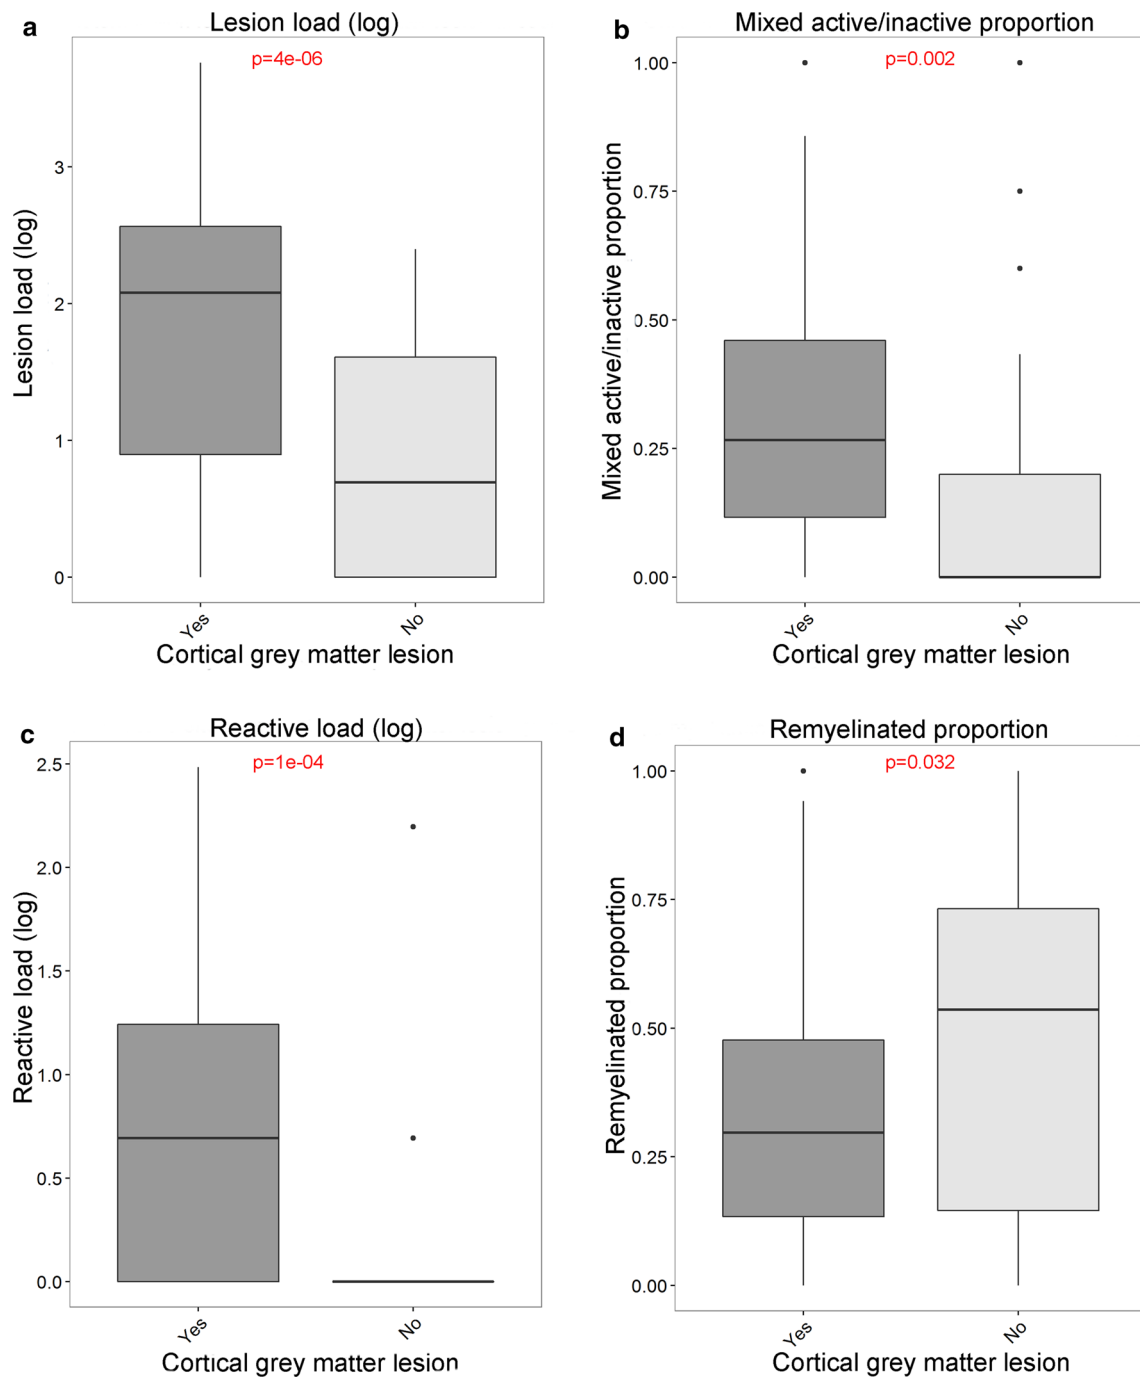 a
Lesion load (log)
p=4e-06
Lesion load (log)
3
2
1
0
Yes
No
Cortical grey matter lesion
b
Mixed active/inactive proportion
p=0.002
Mixed active/inactive proportion
1.00
0.75
0.50
0.25
0.00
Yes
No
Cortical grey matter lesion
c
Reactive load (log)
p=1e-04
Reactive load (log)
2.5
2.0
1.5
1.0
0.5
0.0
Yes
No
Cortical grey matter lesion
d
Remyelinated proportion
p=0.032
Remyelinated proportion
1.00
0.75
0.50
0.25
0.00
Yes
No
Cortical grey matter lesion